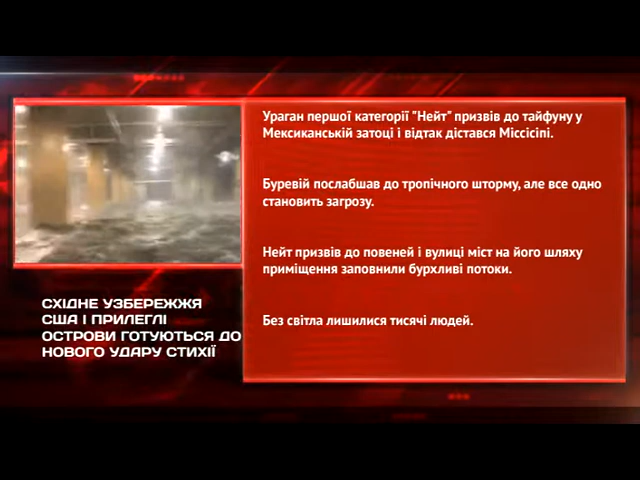 Ураган першої категорії "Нейт" призвів до тайфуну у
Мексиканській затоці і відтак дістався Міссісіпі.
Буревій послабшав до тропічного шторму, але все одно
становить загрозу.
Нейт призвів до повеней і вулиці міст на його шляху
приміщення заповнили бурхливі потоки.
Без світла лишилися тисячі людей.
СХІДНЕ УЗБЕРЕЖЖЯ
США І ПРИЛЕГЛІ
ОСТРОВИ ГОТУЮТЬСЯ ДО
НОВОГО УДАРУ СТИХІЇ